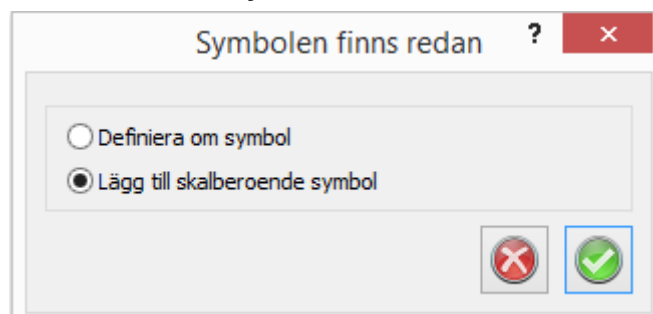 Symbolen finns redan ?
Definiera om symbol
Lägg till skalberoende symbol